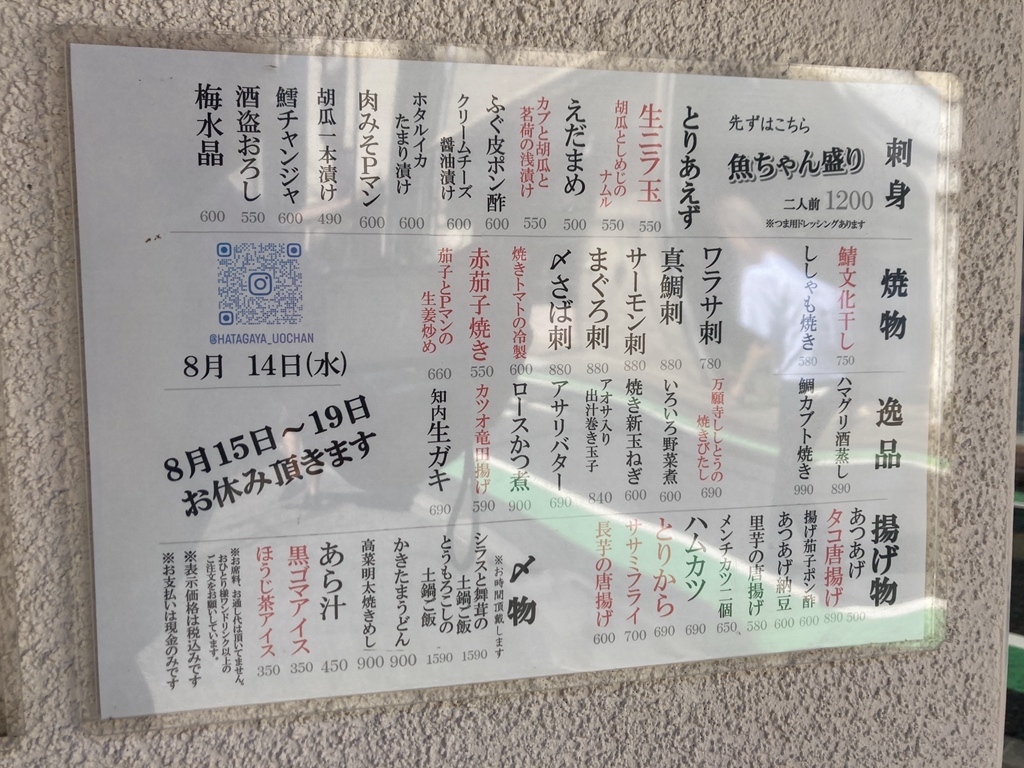 刺身
先ずはこちら
魚ちゃん盛り
二人前 1200
※つま用ドレッシングあります
とりあえず
生ニラ玉 550
胡瓜としめじの
ナムル 550
えだまめ 500
カブと胡瓜と
茗荷の浅漬け 550
ふぐ皮ポン酢 600
クリームチーズ
醤油漬け 600
ホタルイカ
たまり漬け 600
肉みそPマン 600
胡瓜一本漬け 490
鱈チャンジャ 600
酒盗おろし 550
梅水晶 600
焼物
鯖文化干し 750
ししゃも焼き 580
ワラサ刺 780
真鯛刺 880
サーモン刺 880
まぐろ刺 880
〆さば刺 880
焼きトマトの冷製 600
赤茄子焼き 550
茄子とPマンの
生姜炒め 660
@HATAGAYA_UOCHAN
8月 14日(水)
8月15日~19日
お休み頂きます
逸品
ハマグリ酒蒸し 890
鯛カブト焼き 990
万願寺ししとうの
焼きびたし 690
いろいろ野菜煮 600
焼き新玉ねぎ 600
アオサ入り
出汁巻き玉子 840
アサリバター 690
ロースかつ煮 900
カツオ竜田揚げ 590
知内生ガキ 690
揚げ物
あつあげ 500
タコ唐揚げ 890
揚げ茄子ポン酢 600
あつあげ納豆 600
里芋の唐揚げ 580
メンチカツ二個 650
ハムカツ 690
とりから 690
ササミフライ 700
長芋の唐揚げ 600
〆物
※お時間頂戴します
シラスと舞茸の
土鍋ご飯 1590
とうもろこしの
土鍋ご飯 1590
かきたまうどん 900
高菜明太焼きめし 900
あら汁 450
黒ゴマアイス 350
ほうじ茶アイス 350
※お席料、お通し代は頂いてません。
おひとり様ワンドリンク以上の
ご注文をお願いしています。
※表示価格は税込みです
※お支払いは現金のみです